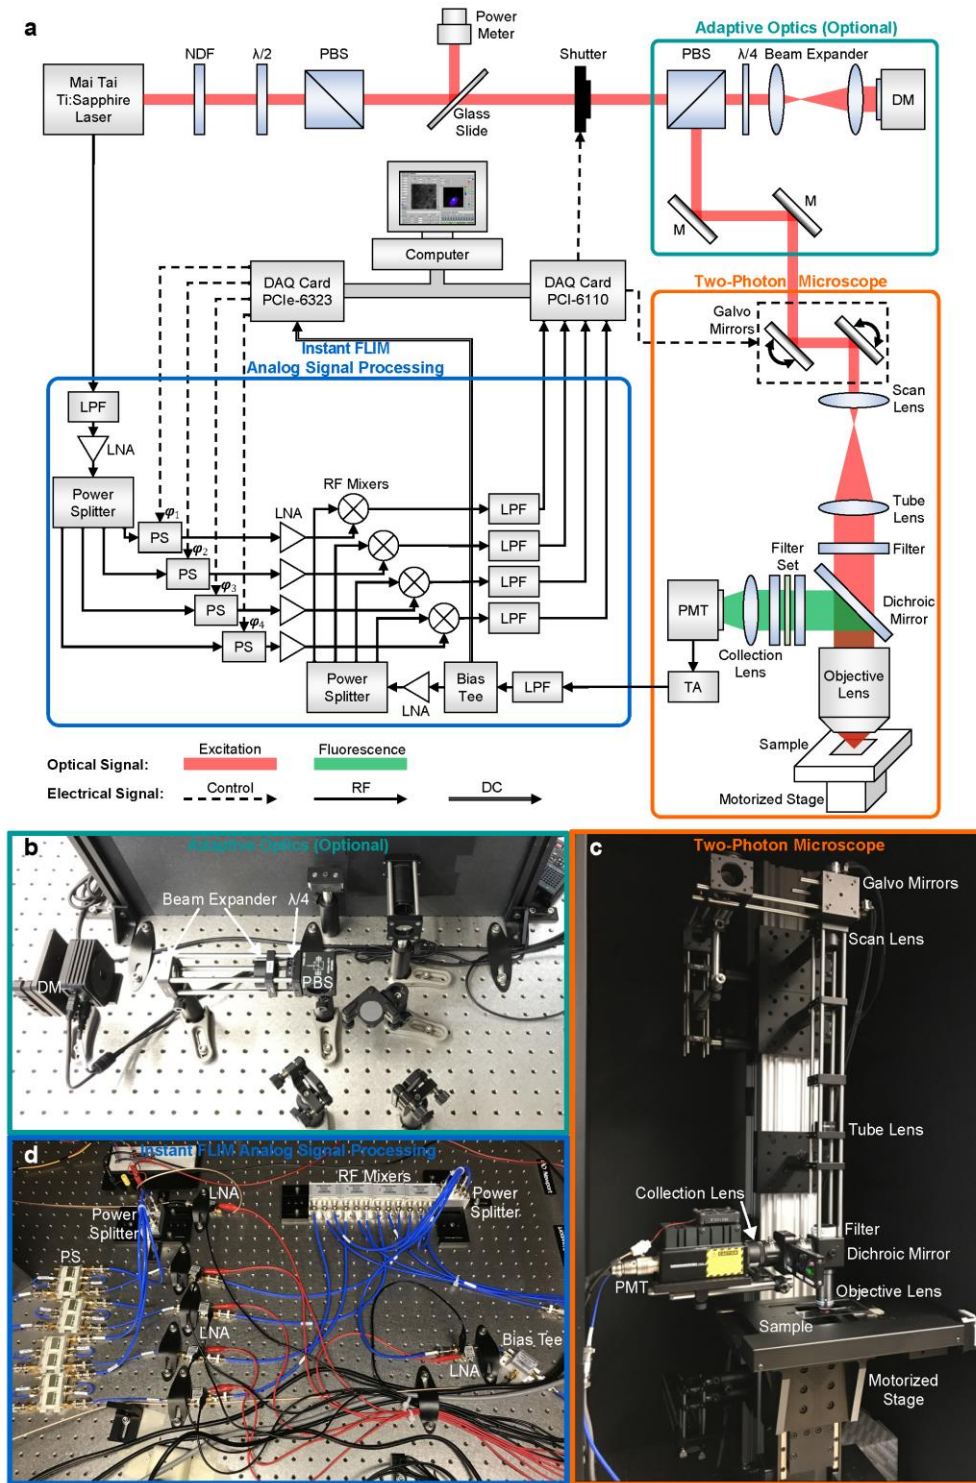 a
Power
Meter
Adaptive Optics (Optional)
NDF
λ/2
PBS
Shutter
PBS
λ/4
Beam Expander
Mai Tai
Ti:Sapphire
Laser
Glass
Slide
DM
M
M
Computer
DAQ Card
PCIe-6323
DAQ Card
PCI-6110
Two-Photon Microscope
Galvo
Mirrors
Instant FLIM
Analog Signal Processing
Scan
Lens
LPF
LNA
Power
Splitter
RF Mixers
LNA
φ1
PS
φ2
PS
φ3
PS
φ4
PS
LPF
LPF
LPF
LPF
Tube
Lens
Filter
Filter
Set
Dichroic
Mirror
PMT
Collection
Lens
Objective
Lens
Power
Splitter
LNA
Bias
Tee
LPF
TA
Sample
Motorized Stage
Optical Signal:
Excitation
Fluorescence
Electrical Signal:
Control
RF
DC
b
Adaptive Optics (Optional)
Beam Expander
λ/4
DM
PBS
c
Two-Photon Microscope
Galvo Mirrors
Scan Lens
Tube Lens
Collection Lens
Filter
Dichroic Mirror
PMT
Objective Lens
Sample
Motorized
Stage
d
Instant FLIM Analog Signal Processing
LNA
RF Mixers
Power
Splitter
Power
Splitter
PS
LNA
LNA
Bias Tee